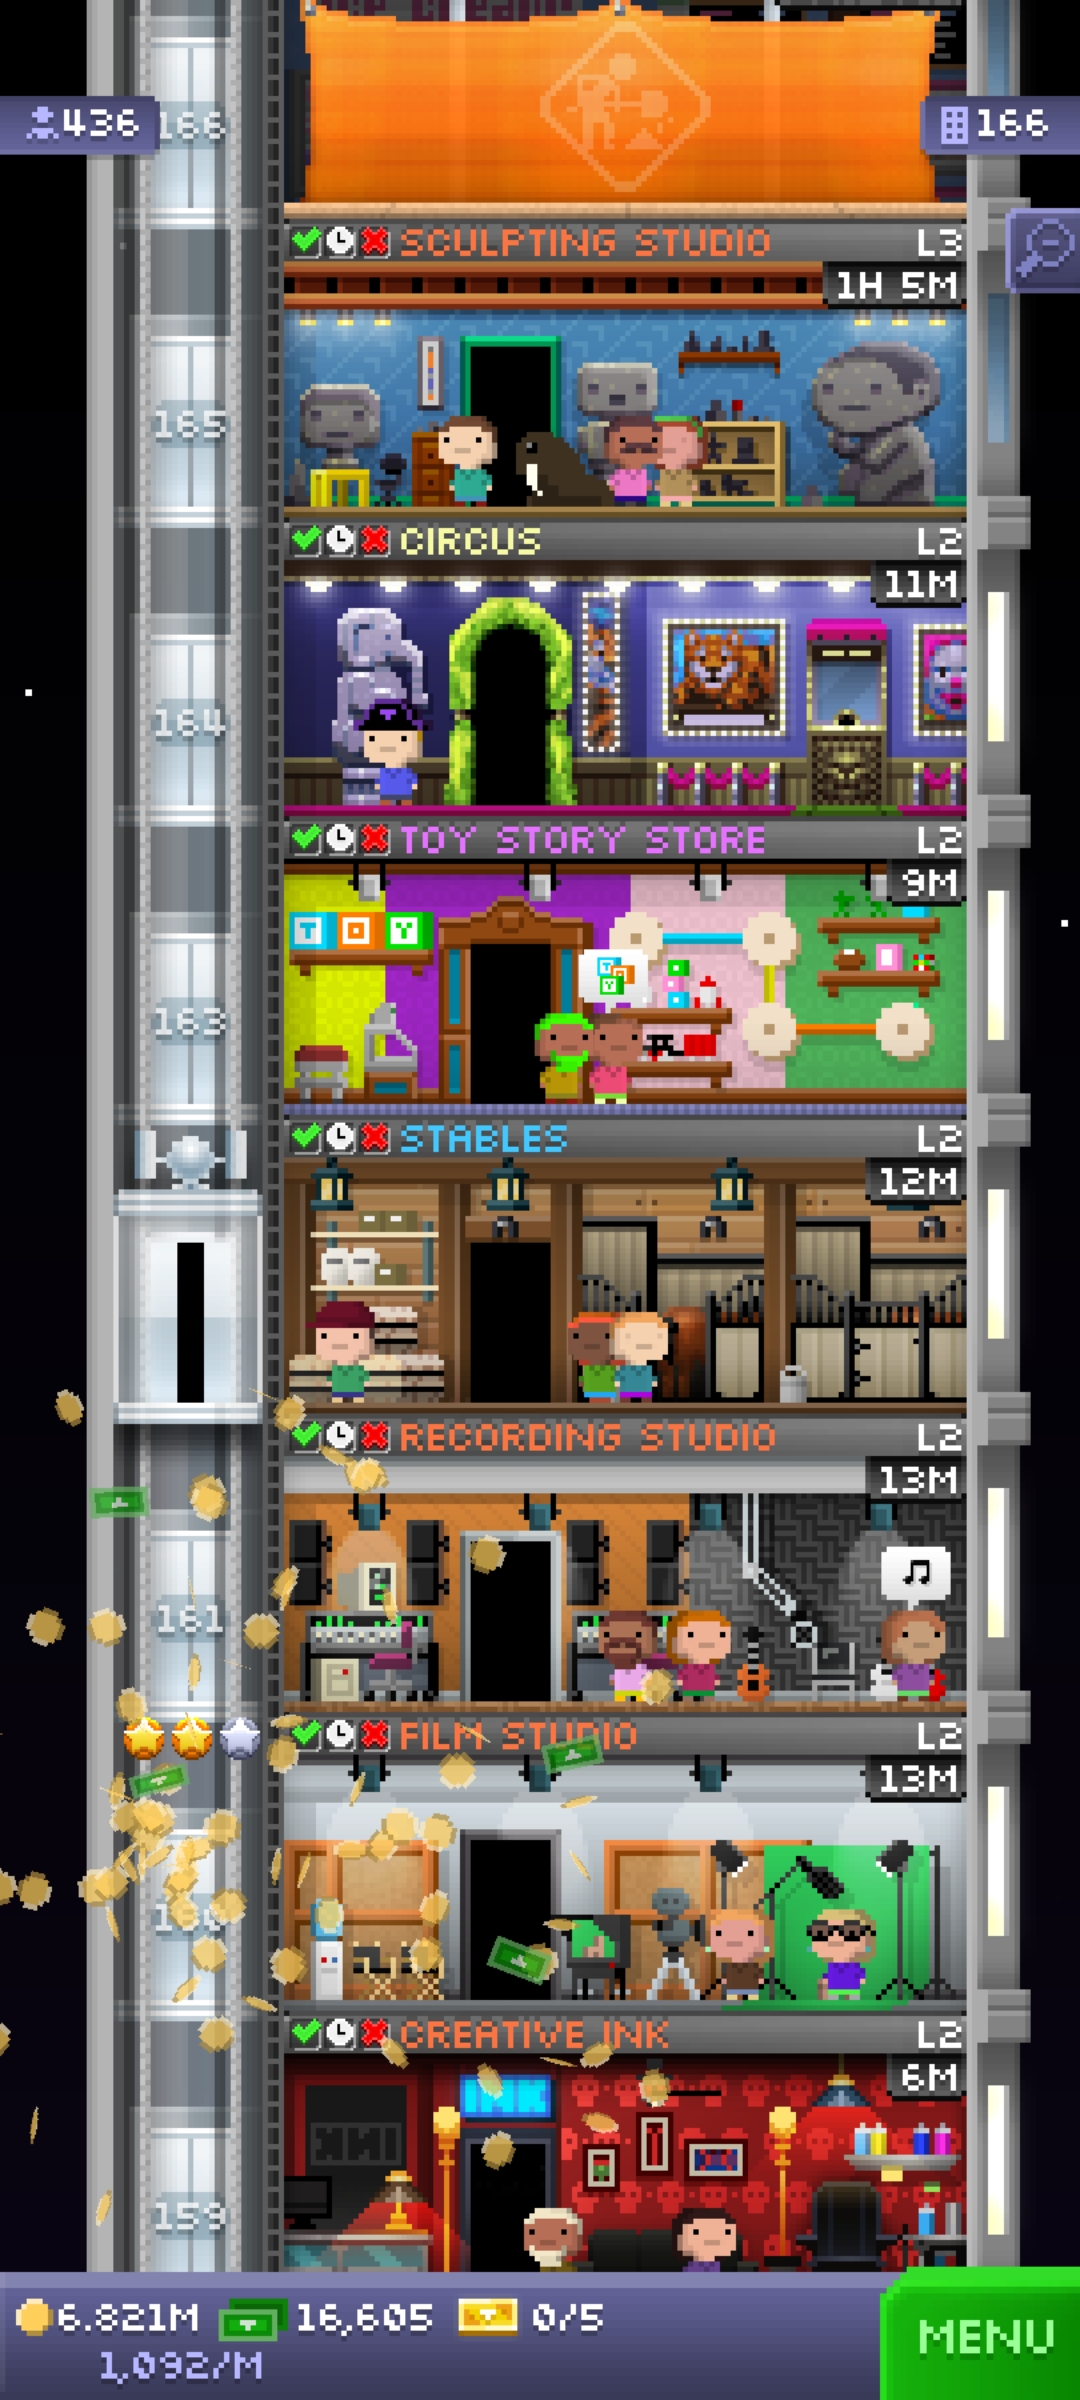 436
166
166
SCULPTING STUDIO
L3
1H 5M
165
CIRCUS
L2
11M
164
TOY STORY STORE
L2
9M
T O Y
163
STABLES
L2
12M
RECORDING STUDIO
L2
13M
161
FILM STUDIO
L2
13M
CREATIVE INK
L2
6M
INK
159
6.821M
16,605
0/5
1,092/M
MENU